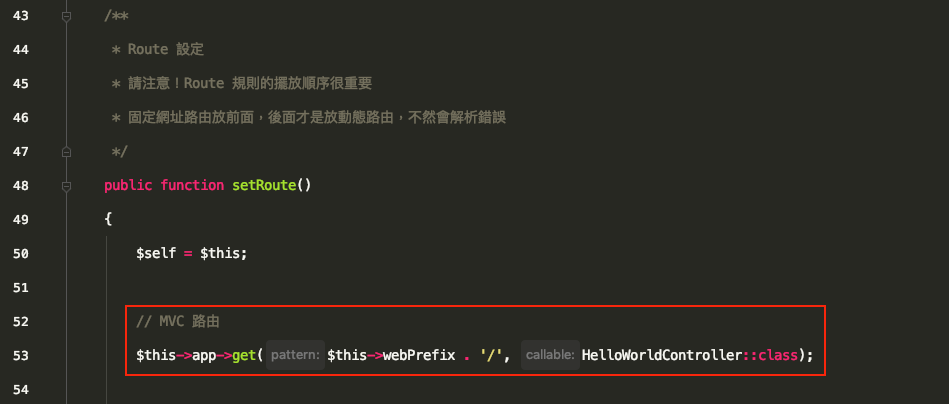 43 /**
44 * Route 設定
45 * 請注意！Route 規則的擺放順序很重要
46 * 固定網址路由放前面，後面才是放動態路由，不然會解析錯誤
47 */
48 public function setRoute()
49 {
50 $self = $this;
51
52 // MVC 路由
53 $this->app->get( pattern: $this->webPrefix . '/', callable: HelloWorldController::class);
54